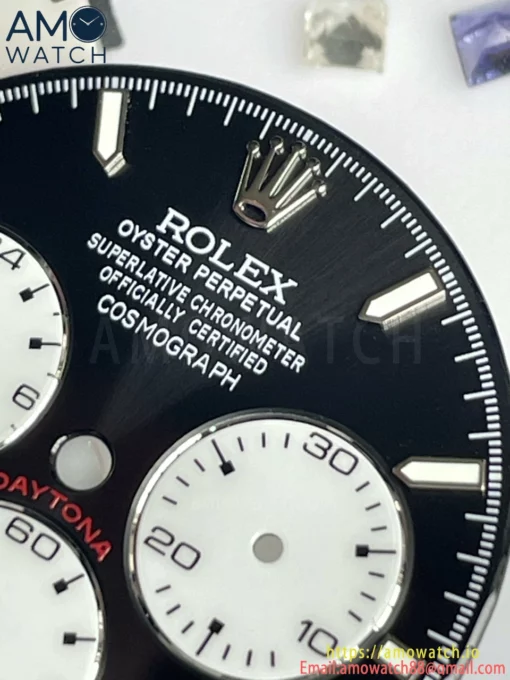 AMO
WATCH
ROLEX
OYSTER PERPETUAL
SUPERLATIVE CHRONOMETER
OFFICIALLY CERTIFIED
COSMOGRAPH
AMOWATCH
24
6
30
20
10
DAYTONA
60
https://amowatch.io
Email:amowatch88@gmail.com